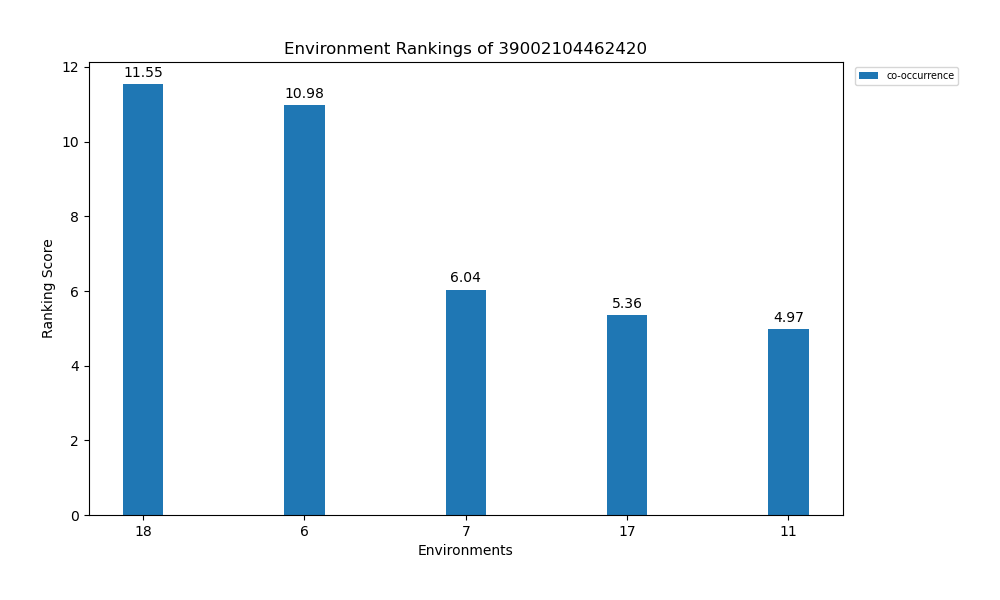 Environment Rankings of 39002104462420
co-occurrence
Ranking Score
12
10
8
6
4
2
0
11.55
10.98
6.04
5.36
4.97
18 6 7 17 11
Environments